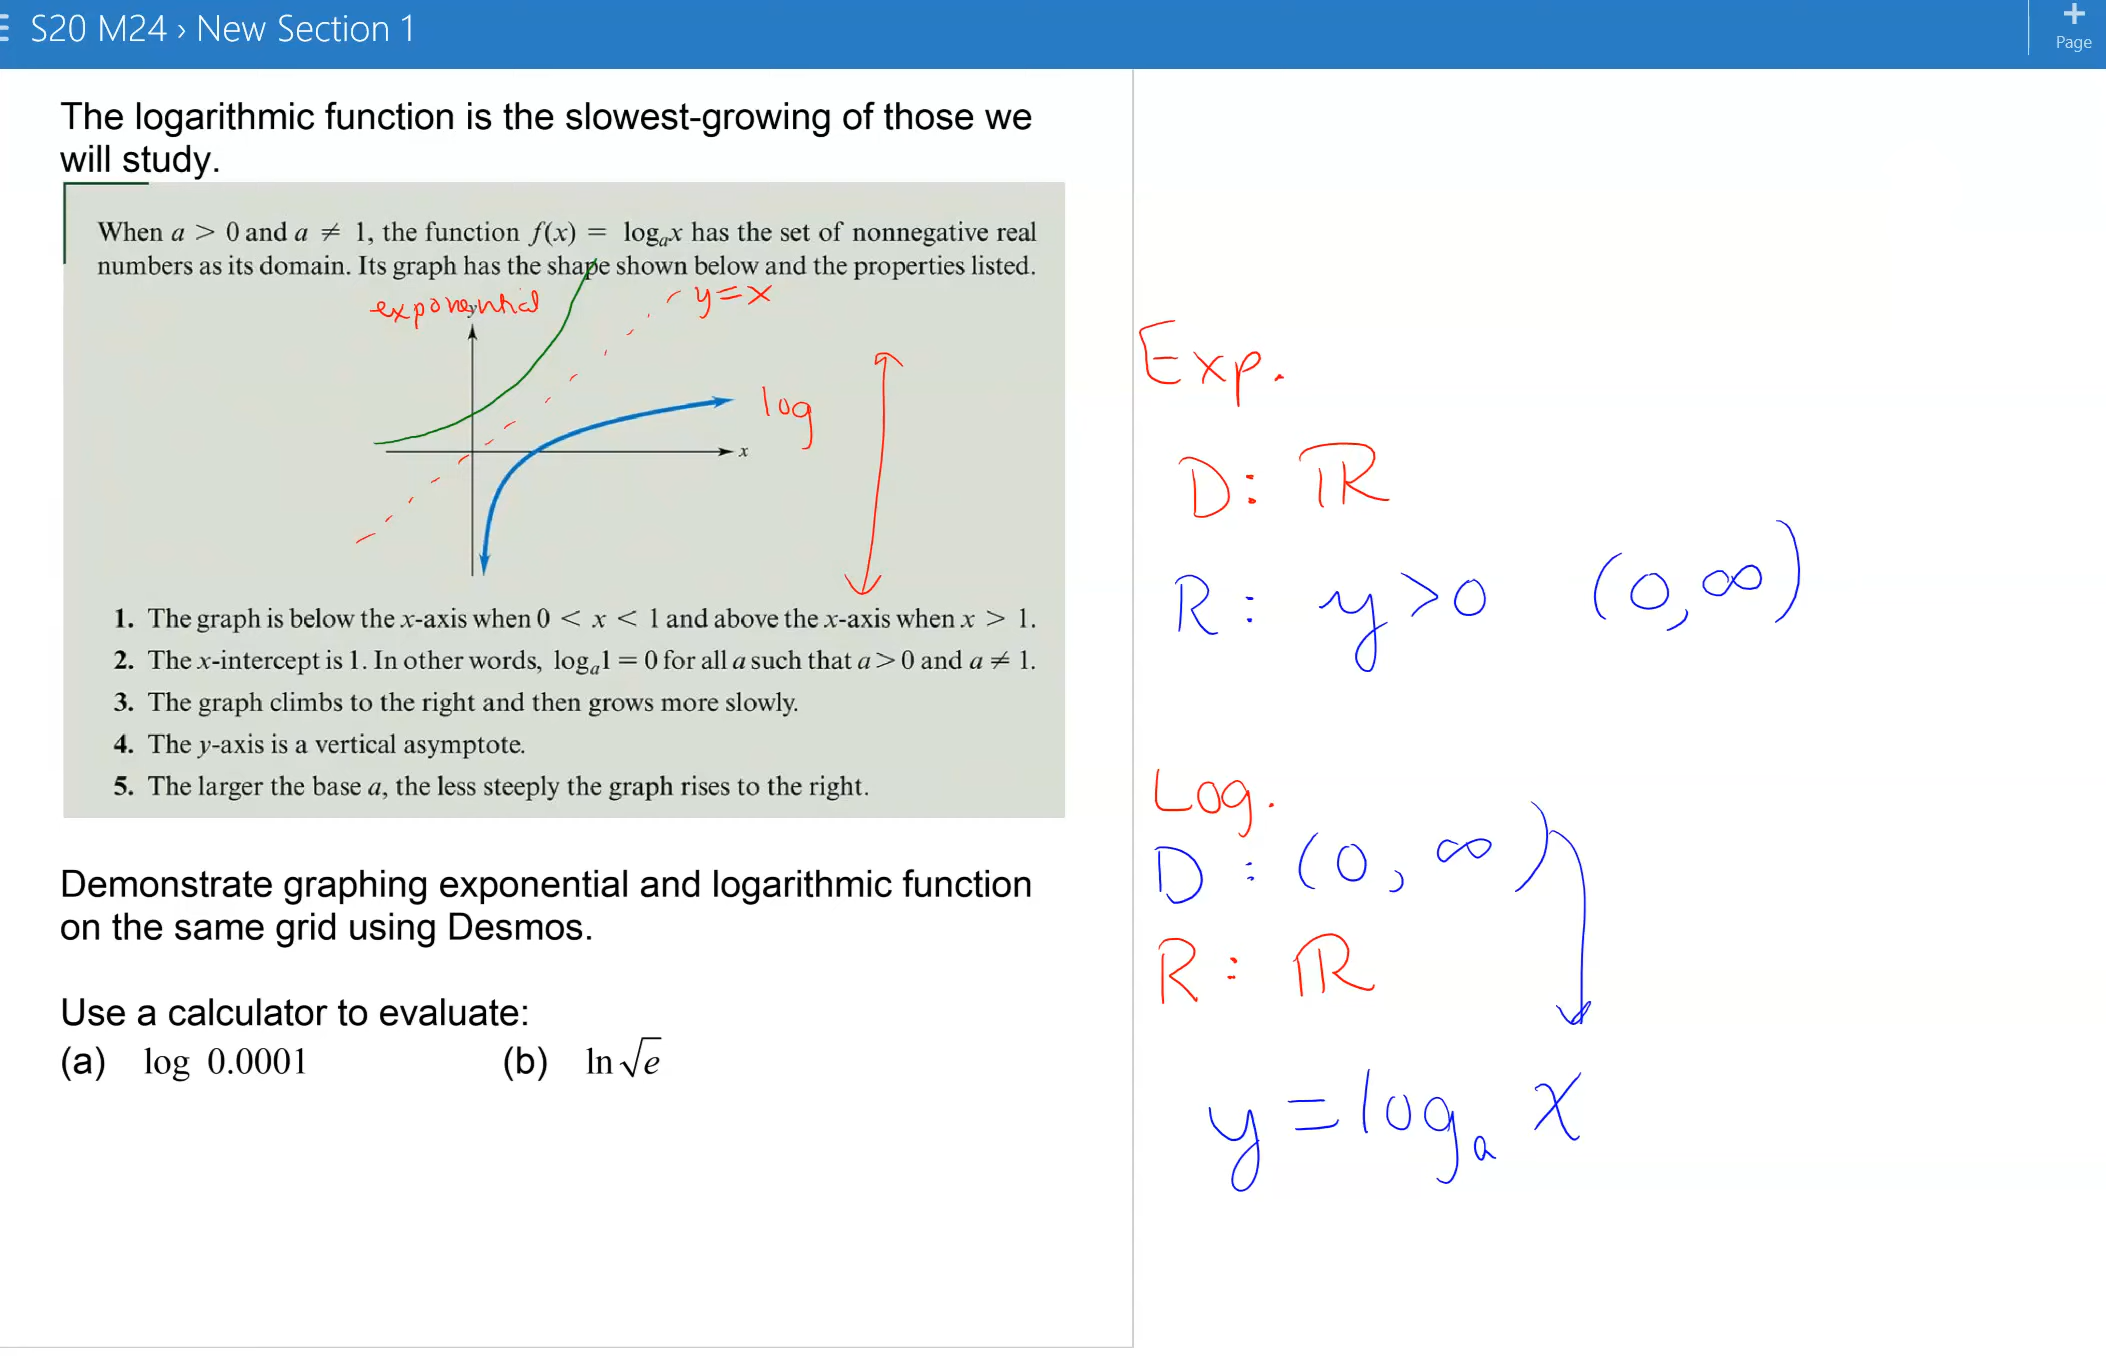 S20 M24 › New Section 1
+
Page
The logarithmic function is the slowest-growing of those we
will study.
When a > 0 and a ≠ 1, the function f(x) = logₐx has the set of nonnegative real
numbers as its domain. Its graph has the shape shown below and the properties listed.
exponential
y
y=x
log
x
1. The graph is below the x-axis when 0 < x < 1 and above the x-axis when x > 1.
2. The x-intercept is 1. In other words, logₐ1 = 0 for all a such that a > 0 and a ≠ 1.
3. The graph climbs to the right and then grows more slowly.
4. The y-axis is a vertical asymptote.
5. The larger the base a, the less steeply the graph rises to the right.
Demonstrate graphing exponential and logarithmic function
on the same grid using Desmos.
Use a calculator to evaluate:
(a) log 0.0001 (b) ln √e
Exp.
D: ℝ
R: y>0 (0,∞)
Log.
D: (0,∞)
R: ℝ
y=logₐ x